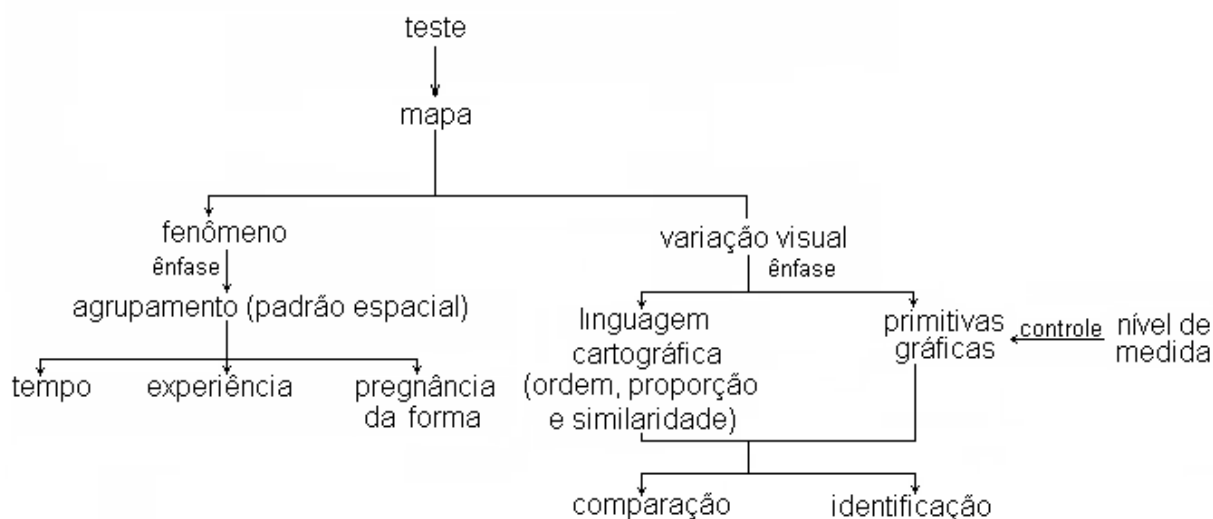 teste
mapa
fenômeno
variação visual
ênfase
ênfase
agrupamento (padrão espacial)
linguagem
cartográfica
(ordem, proporção
e similaridade)
primitivas
gráficas
controle
nível de
medida
tempo
experiência
pregnância
da forma
comparação
identificação